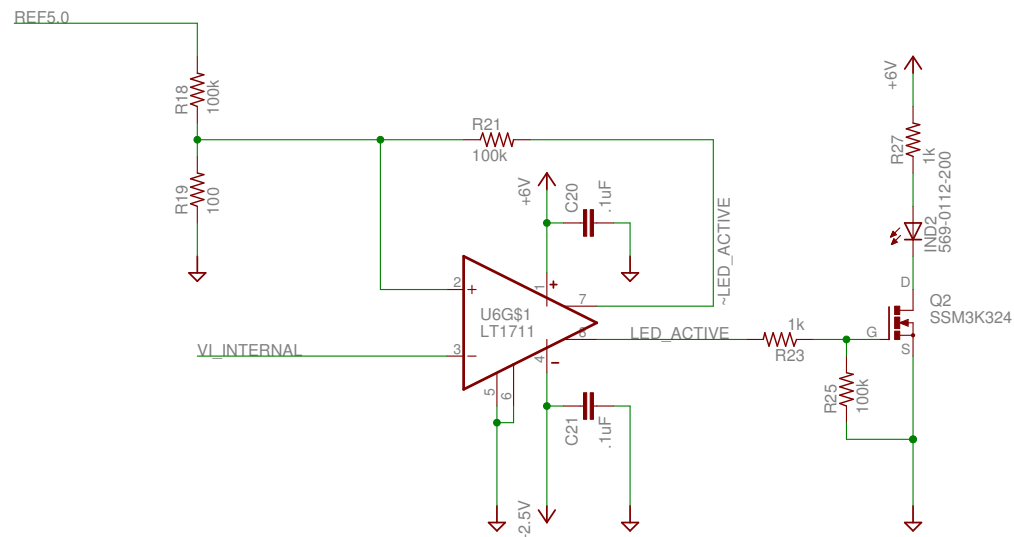 REF5.0
R18
100k
R19
100
R21
100k
+6V
C20
.1uF
~LED_ACTIVE
+6V
R27
1k
IND2
569-0112-200
2
+
1
+
7
U6G$1
LT1711
8
LED_ACTIVE
VI_INTERNAL
3
−
4
−
5
6
1k
R23
R25
100k
D
G
S
Q2
SSM3K324
C21
.1uF
-2.5V